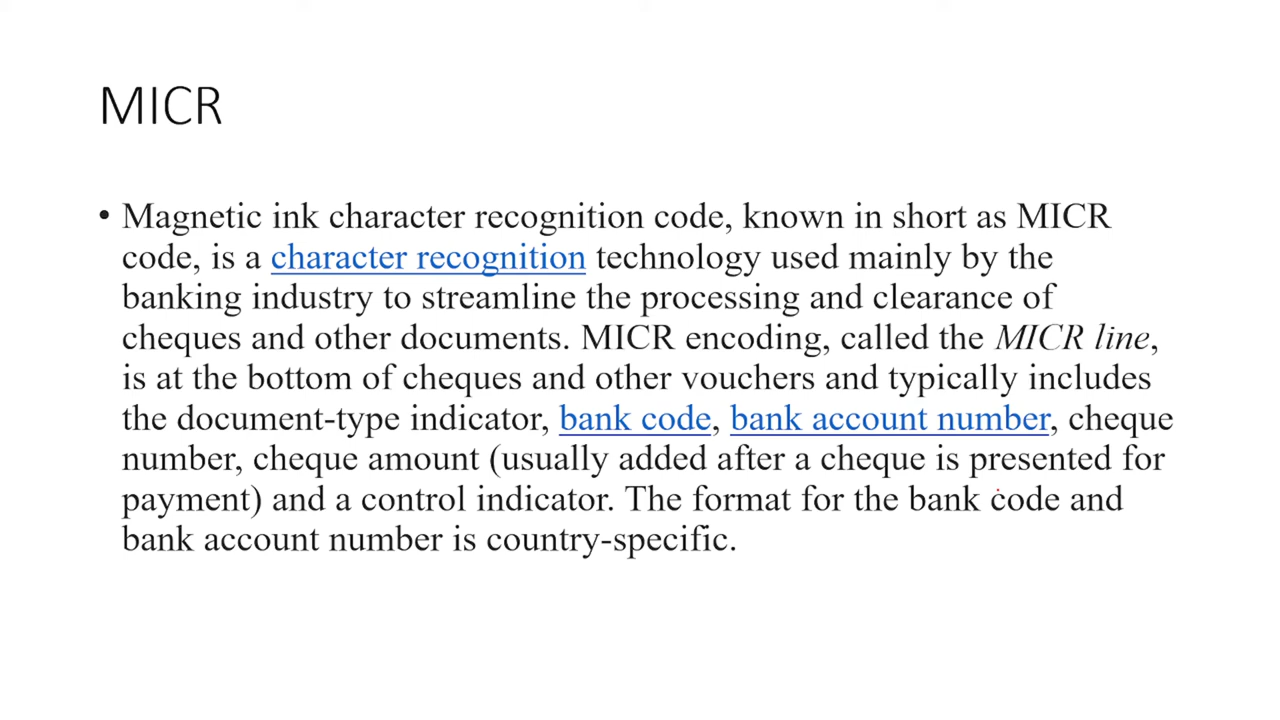 MICR
• Magnetic ink character recognition code, known in short as MICR
code, is a character recognition technology used mainly by the
banking industry to streamline the processing and clearance of
cheques and other documents. MICR encoding, called the MICR line,
is at the bottom of cheques and other vouchers and typically includes
the document-type indicator, bank code, bank account number, cheque
number, cheque amount (usually added after a cheque is presented for
payment) and a control indicator. The format for the bank code and
bank account number is country-specific.